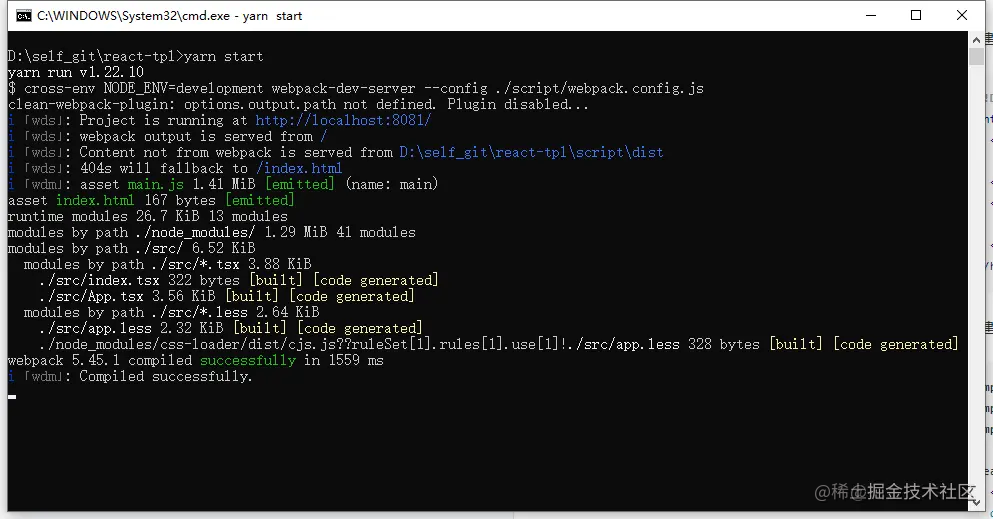 C:\WINDOWS\System32\cmd.exe - yarn start
D:\self_git\react-tpl>yarn start
yarn run v1.22.10
$ cross-env NODE_ENV=development webpack-dev-server --config ./script/webpack.config.js
clean-webpack-plugin: options.output.path not defined. Plugin disabled...
i ｢wds｣: Project is running at http://localhost:8081/
i ｢wds｣: webpack output is served from /
i ｢wds｣: Content not from webpack is served from D:\self_git\react-tpl\script\dist
i ｢wds｣: 404s will fallback to /index.html
i ｢wdm｣: asset main.js 1.41 MiB [emitted] (name: main)
asset index.html 167 bytes [emitted]
runtime modules 26.7 KiB 13 modules
modules by path ./node_modules/ 1.29 MiB 41 modules
modules by path ./src/ 6.52 KiB
  modules by path ./src/*.tsx 3.88 KiB
    ./src/index.tsx 322 bytes [built] [code generated]
    ./src/App.tsx 3.56 KiB [built] [code generated]
  modules by path ./src/*.less 2.64 KiB
    ./src/app.less 2.32 KiB [built] [code generated]
    ./node_modules/css-loader/dist/cjs.js??ruleSet[1].rules[1].use[1]!./src/app.less 328 bytes [built] [code generated]
webpack 5.45.1 compiled successfully in 1559 ms
i ｢wdm｣: Compiled successfully.
@稀土掘金技术社区